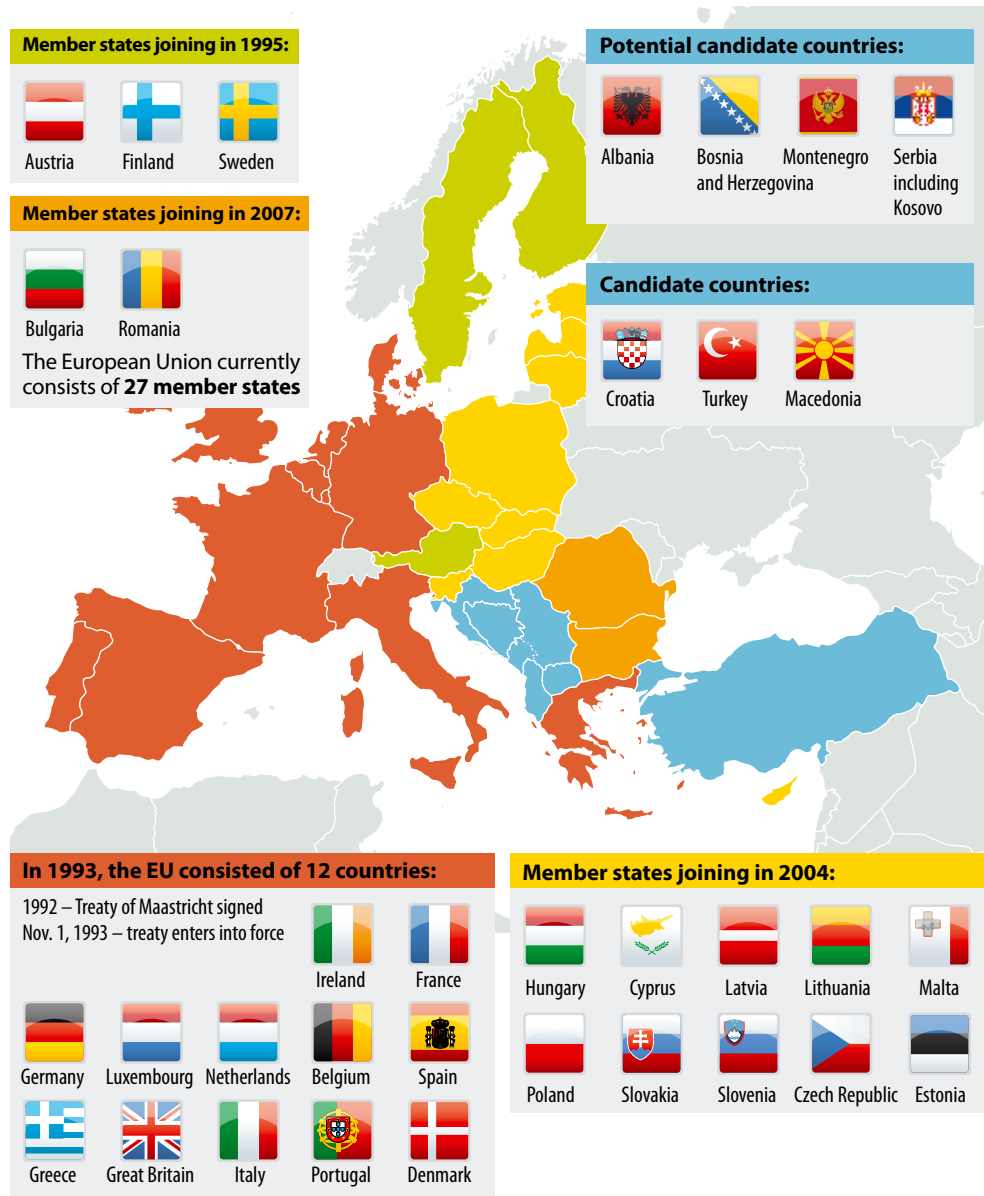 Member states joining in 1995:
Austria Finland Sweden
Member states joining in 2007:
Bulgaria Romania
The European Union currently
consists of 27 member states
Potential candidate countries:
Albania Bosnia Montenegro Serbia
and Herzegovina including
Kosovo
Candidate countries:
Croatia Turkey Macedonia
In 1993, the EU consisted of 12 countries:
1992 – Treaty of Maastricht signed
Nov. 1, 1993 – treaty enters into force
Ireland France
Germany Luxembourg Netherlands Belgium Spain
Greece Great Britain Italy Portugal Denmark
Member states joining in 2004:
Hungary Cyprus Latvia Lithuania Malta
Poland Slovakia Slovenia Czech Republic Estonia